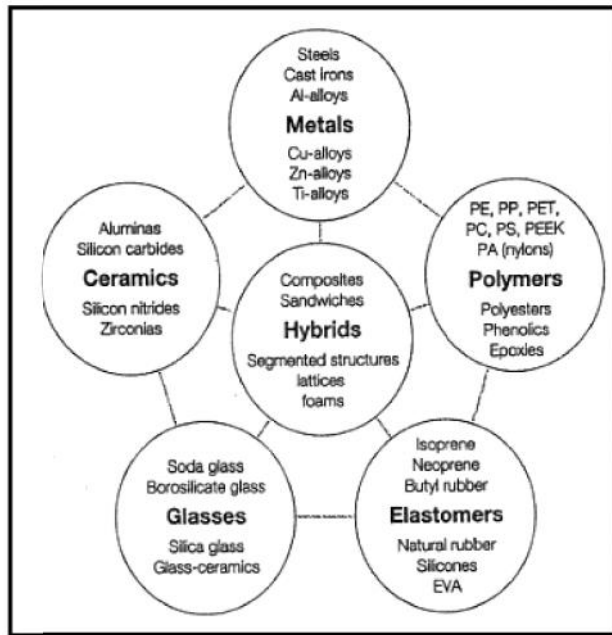 Steels
Cast irons
Al-alloys
Metals
Cu-alloys
Zn-alloys
Ti-alloys
Aluminas
Silicon carbides
Ceramics
Silicon nitrides
Zirconias
PE, PP, PET,
PC, PS, PEEK
PA (nylons)
Polymers
Polyesters
Phenolics
Epoxies
Composites
Sandwiches
Hybrids
Segmented structures
lattices
foams
Soda glass
Borosilicate glass
Glasses
Silica glass
Glass-ceramics
Isoprene
Neoprene
Butyl rubber
Elastomers
Natural rubber
Silicones
EVA